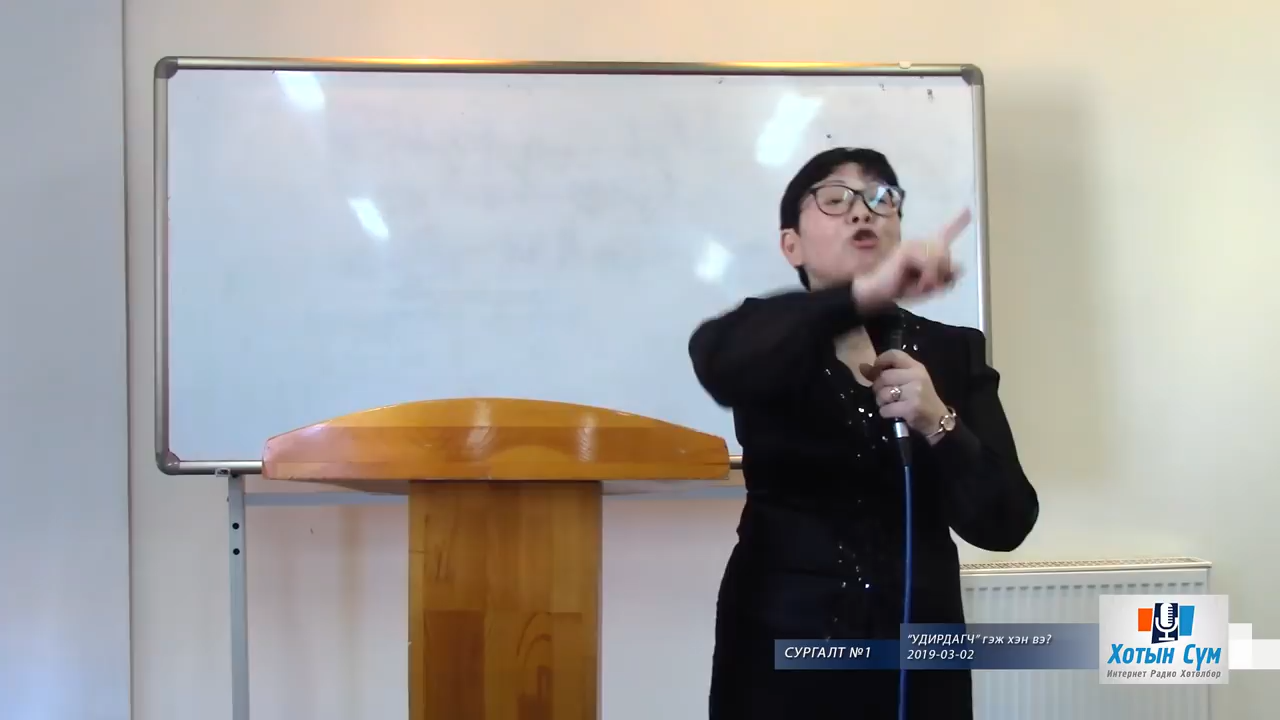 СУРГАЛТ №1
"УДИРДАГЧ" гэж хэн вэ?
2019-03-02
Хотын Сүм
Интернет Радио Хөтөлбөр